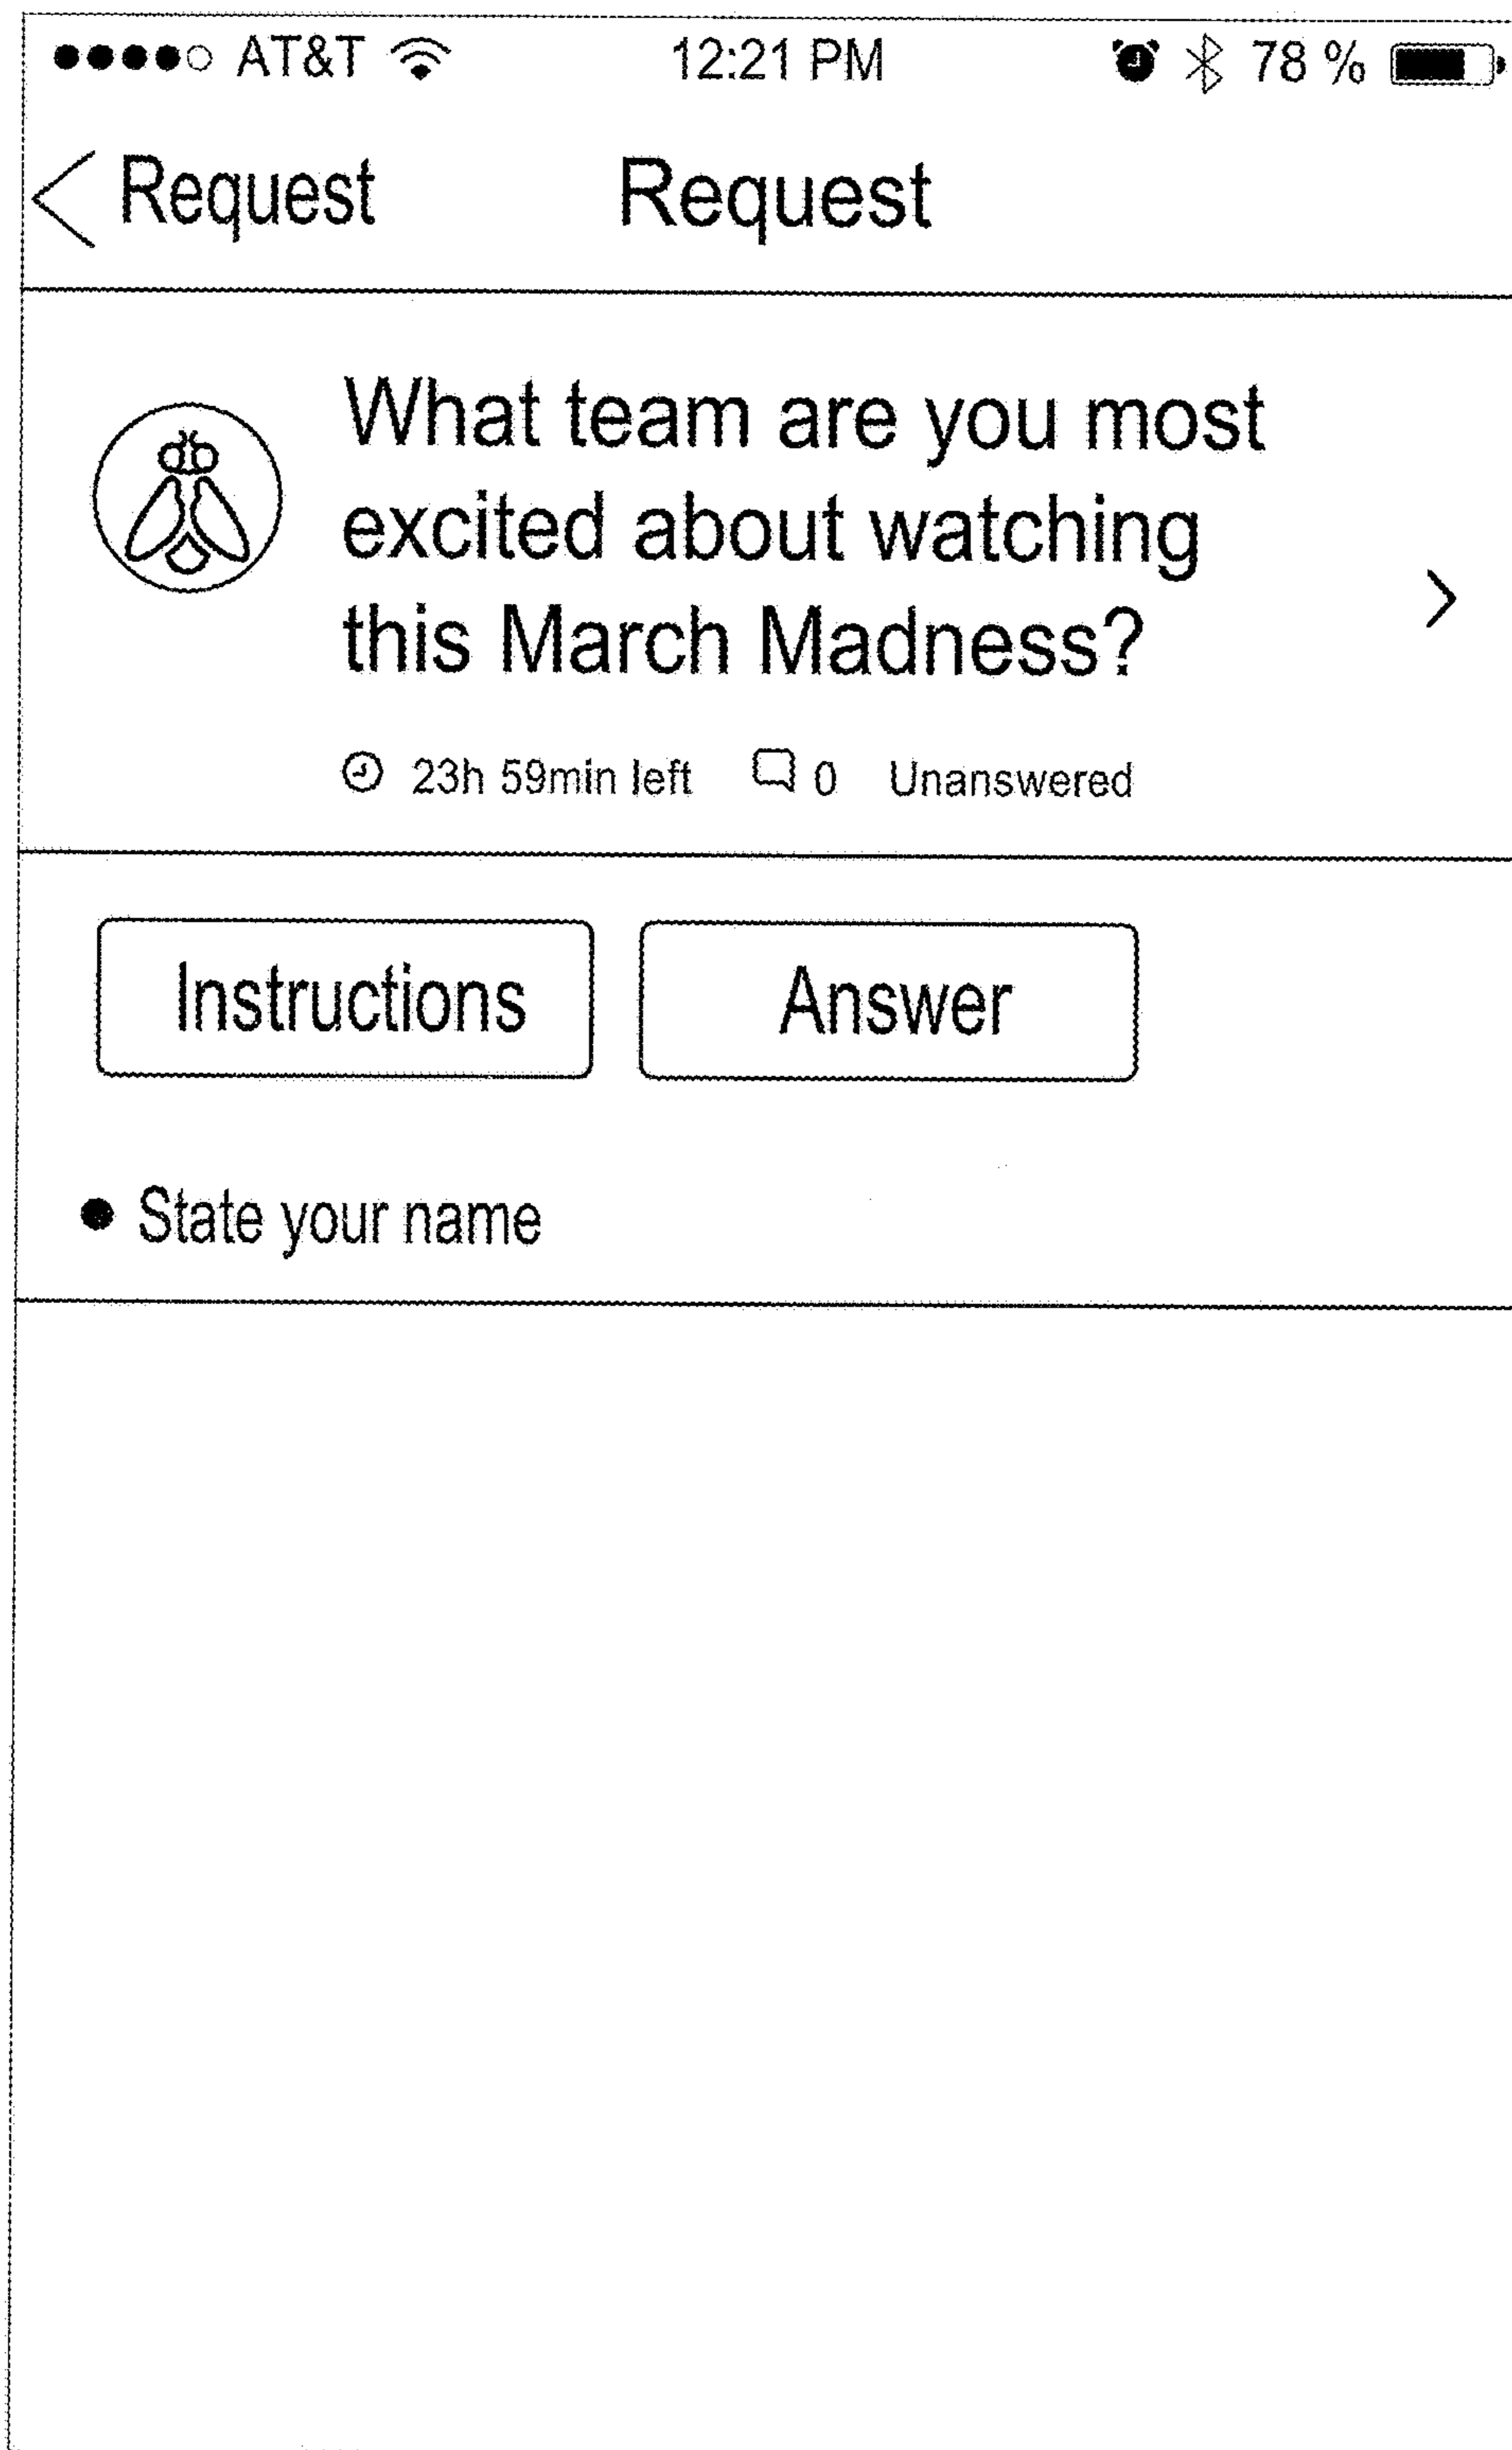 AT&T 12:21 PM 78 %
Request Request
What team are you most
excited about watching
this March Madness?
23h 59min left 0 Unanswered
Instructions Answer
• State your name